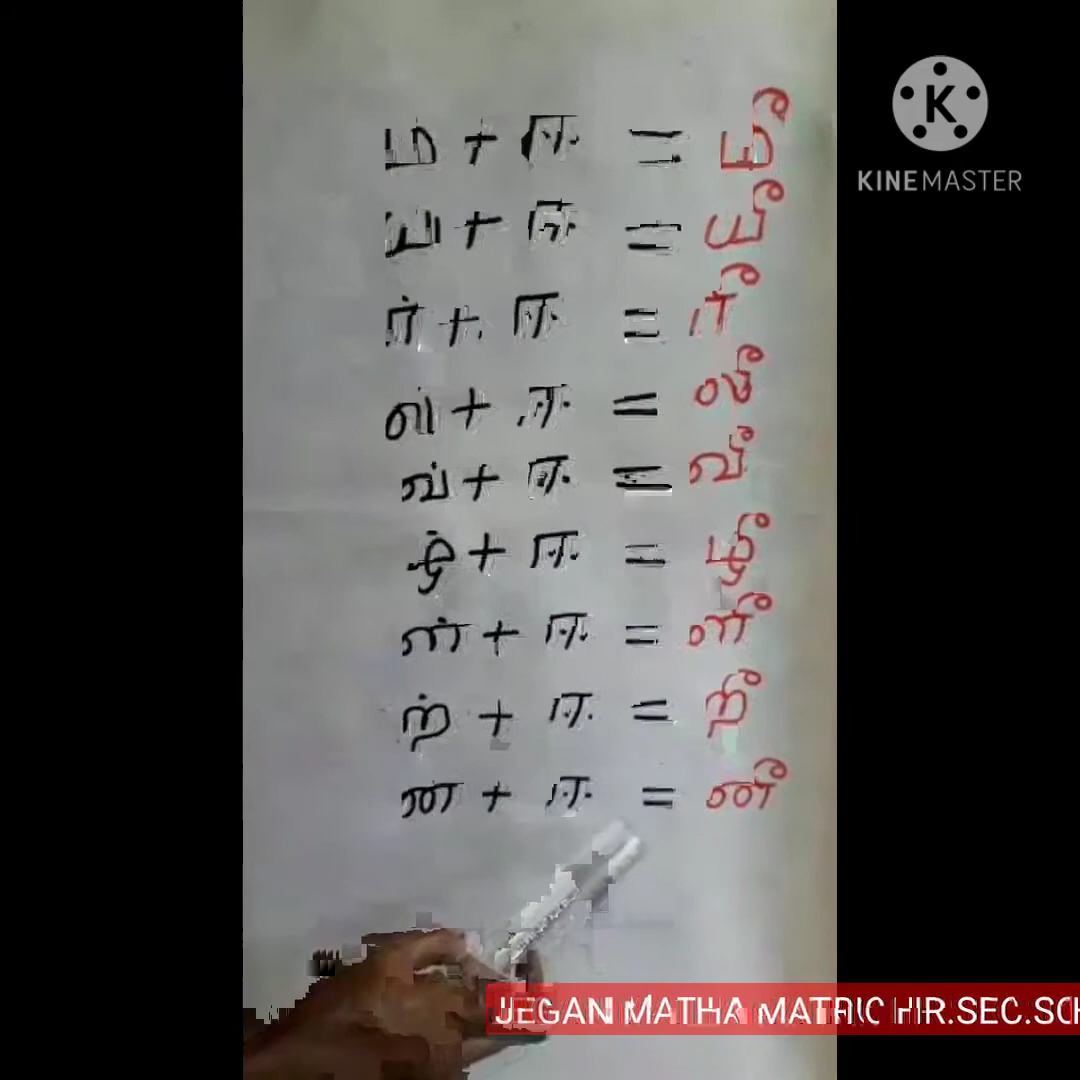 ம் + ஈ = மீ
ய் + ஈ = யீ
ர் + ஈ = ரீ
ல் + ஈ = லீ
வ் + ஈ = வீ
ழ் + ஈ = ழீ
ள் + ஈ = ளீ
ற் + ஈ = றீ
ன் + ஈ = னீ
K
KINEMASTER
JEGAN MATHA MATRIC HR.SEC.SCH